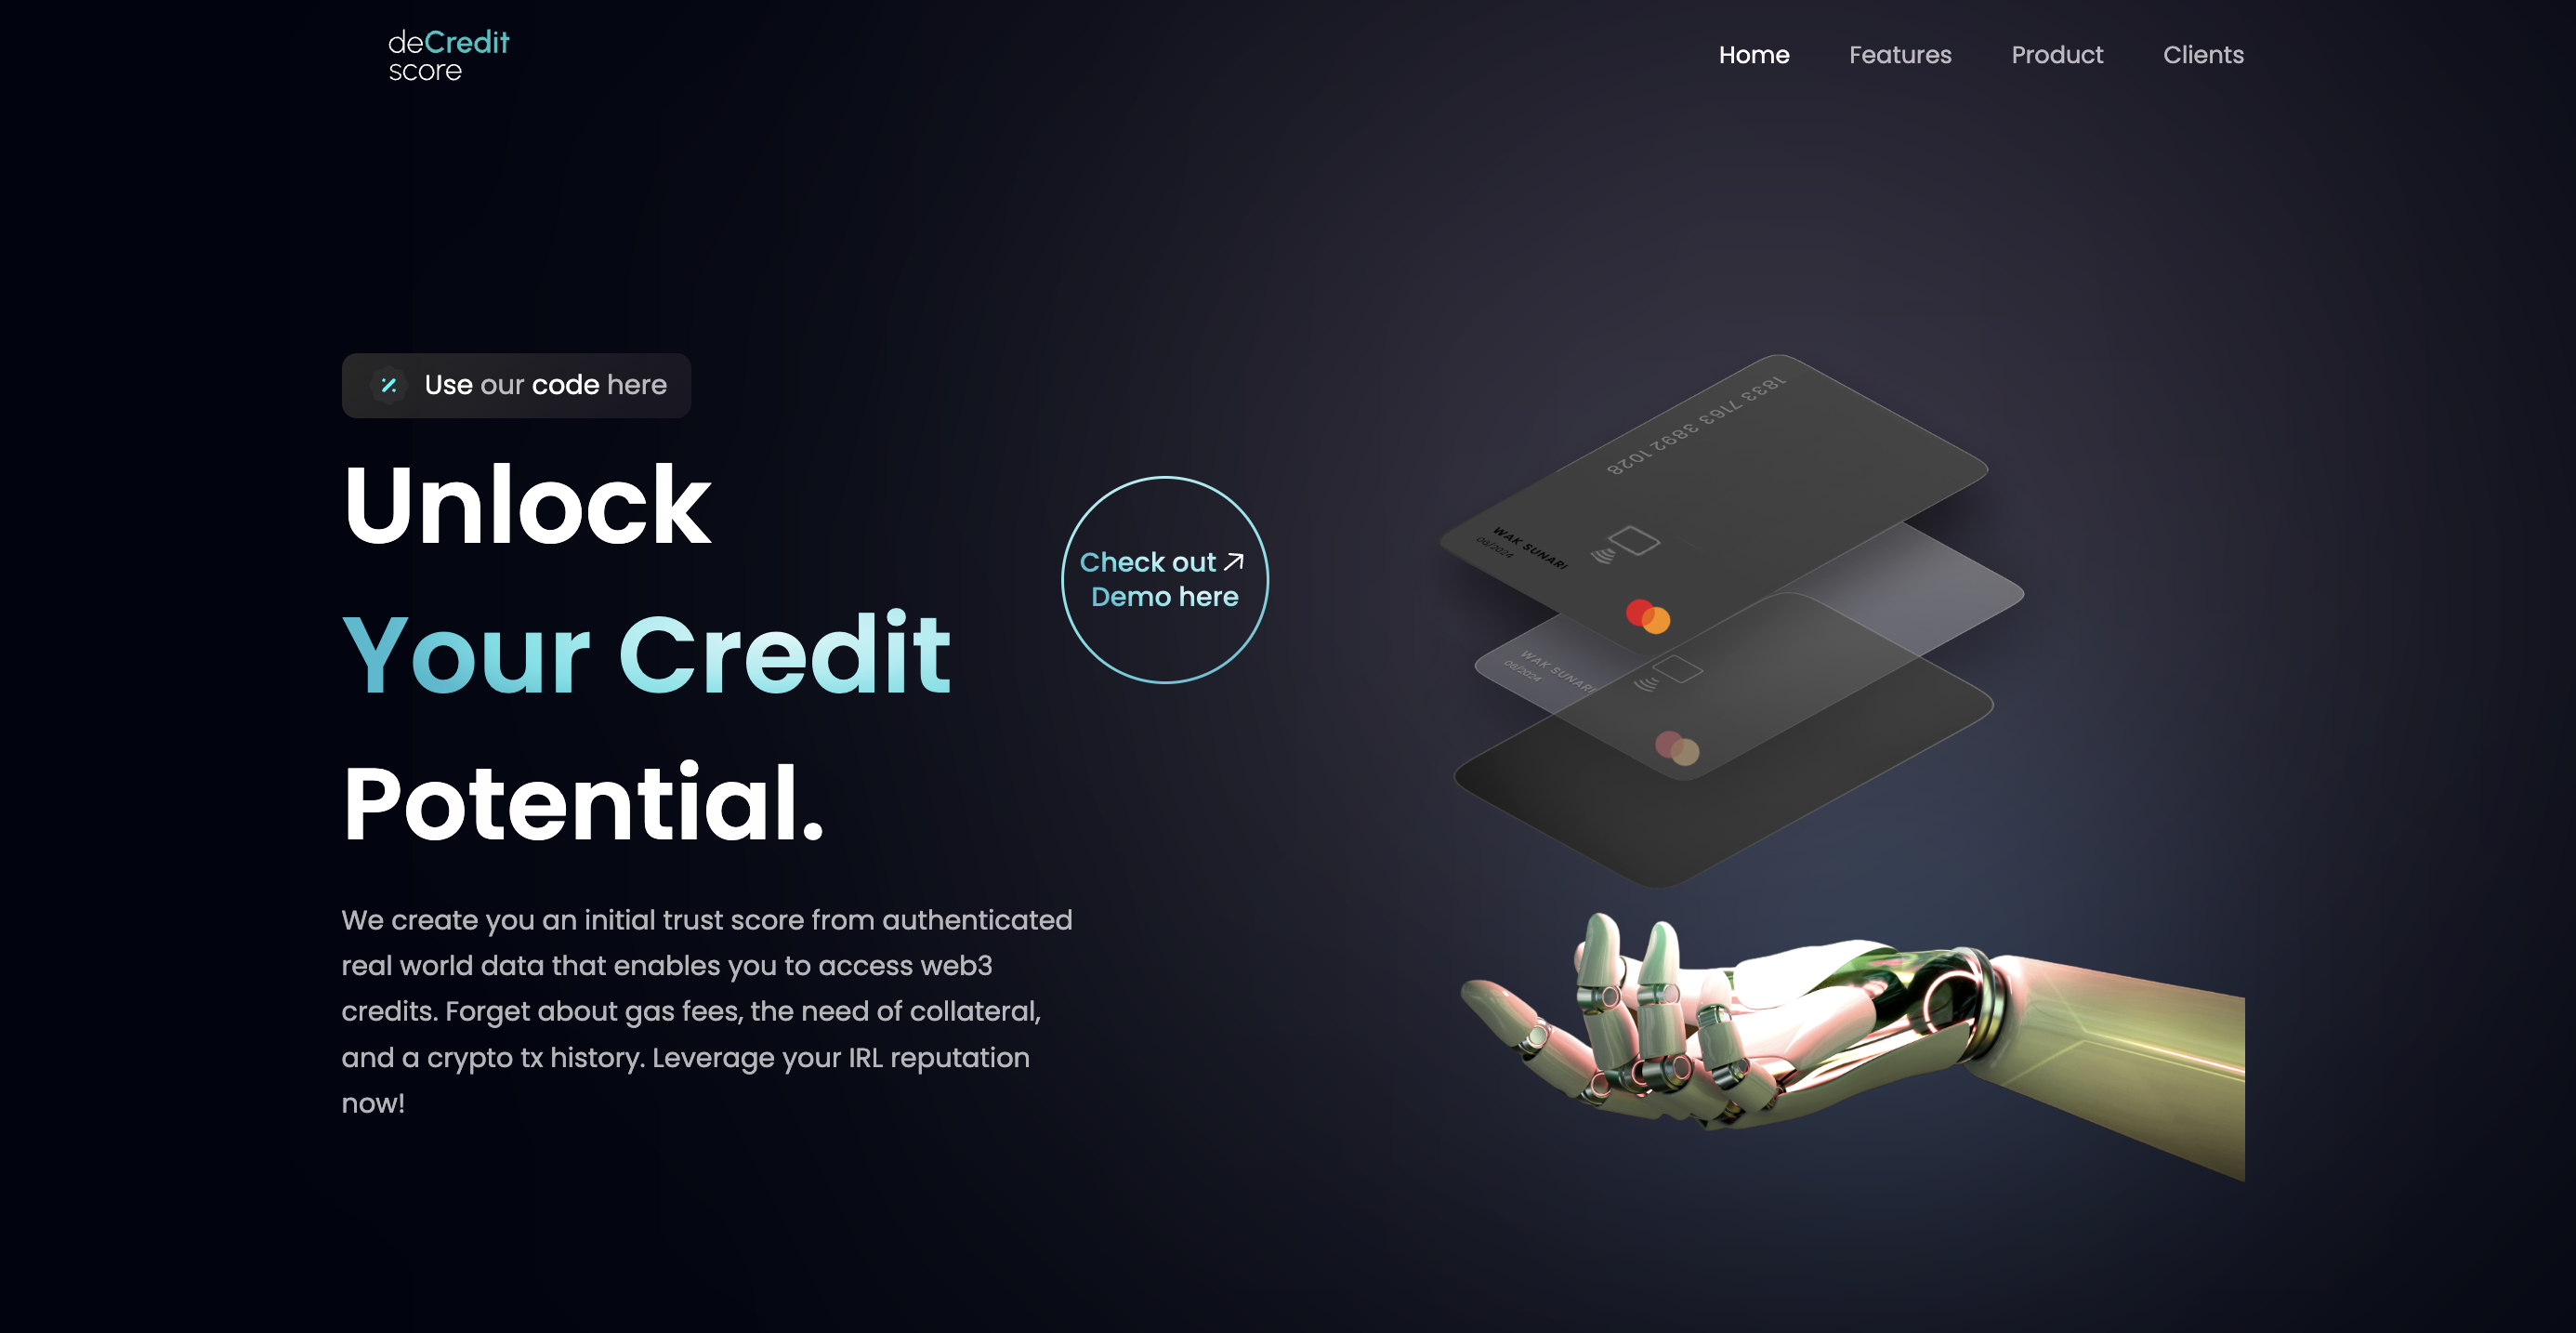 deCredit
score
Home
Features
Product
Clients
Use our code here
Unlock
Your Credit
Potential.
Check out
Demo here
We create you an initial trust score from authenticated
real world data that enables you to access web3
credits. Forget about gas fees, the need of collateral,
and a crypto tx history. Leverage your IRL reputation
now!
1833 7163 3892 1028
WAK SUNARI
06/2024
WAK SUNARI
06/2024